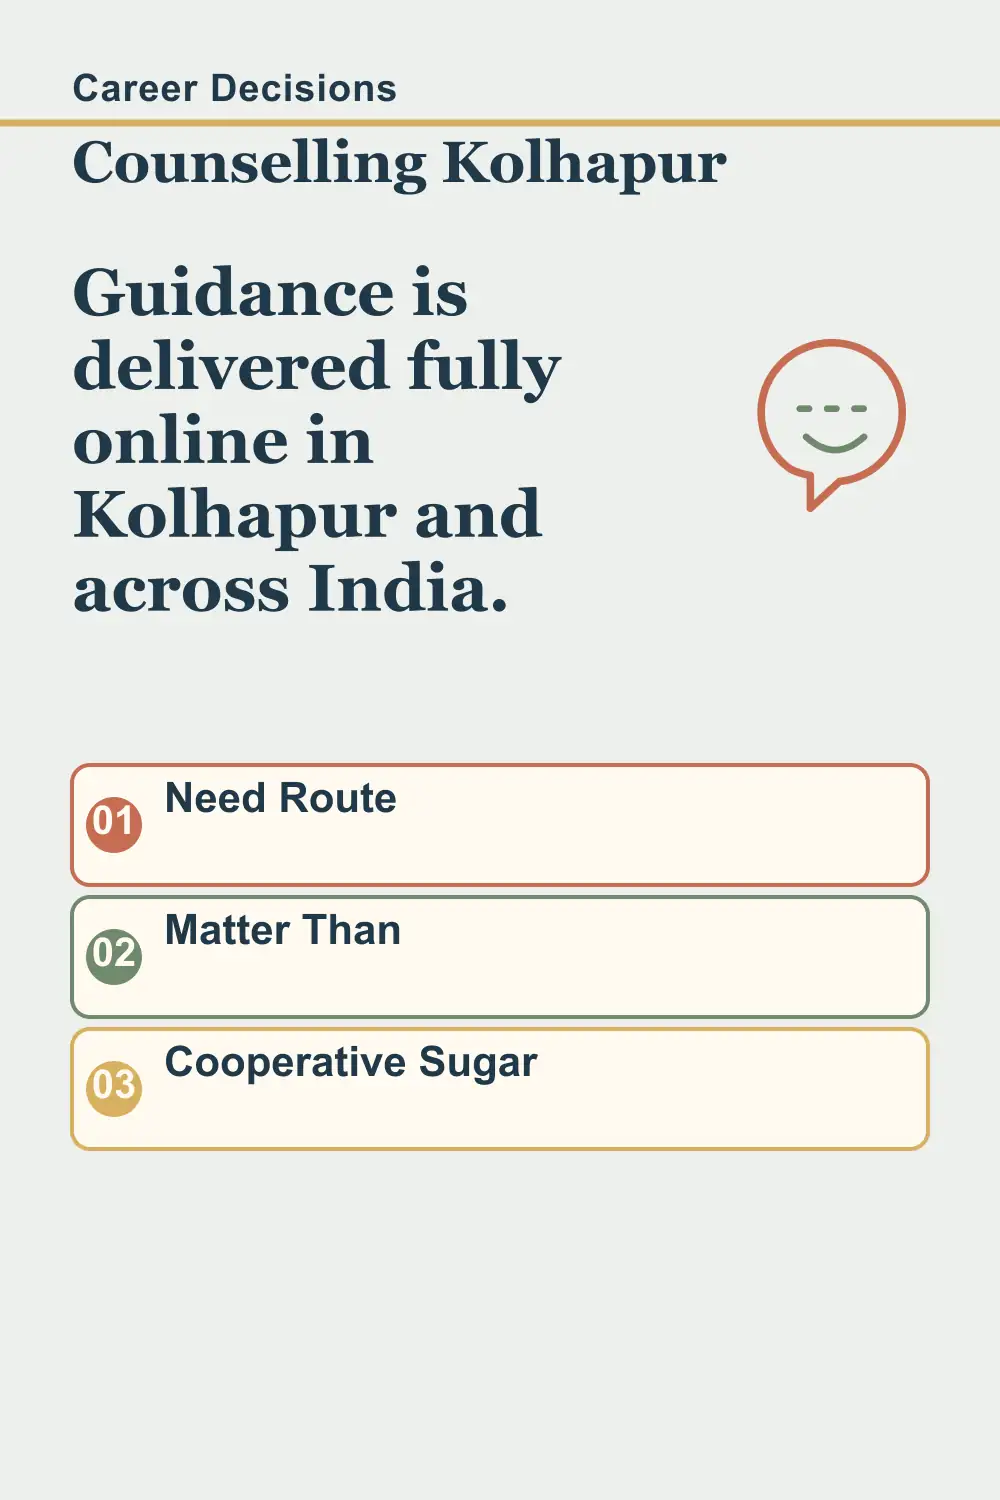 Career Decisions
Counselling Kolhapur
Guidance is
delivered fully
online in
Kolhapur and
across India.
01 Need Route
02 Matter Than
03 Cooperative Sugar